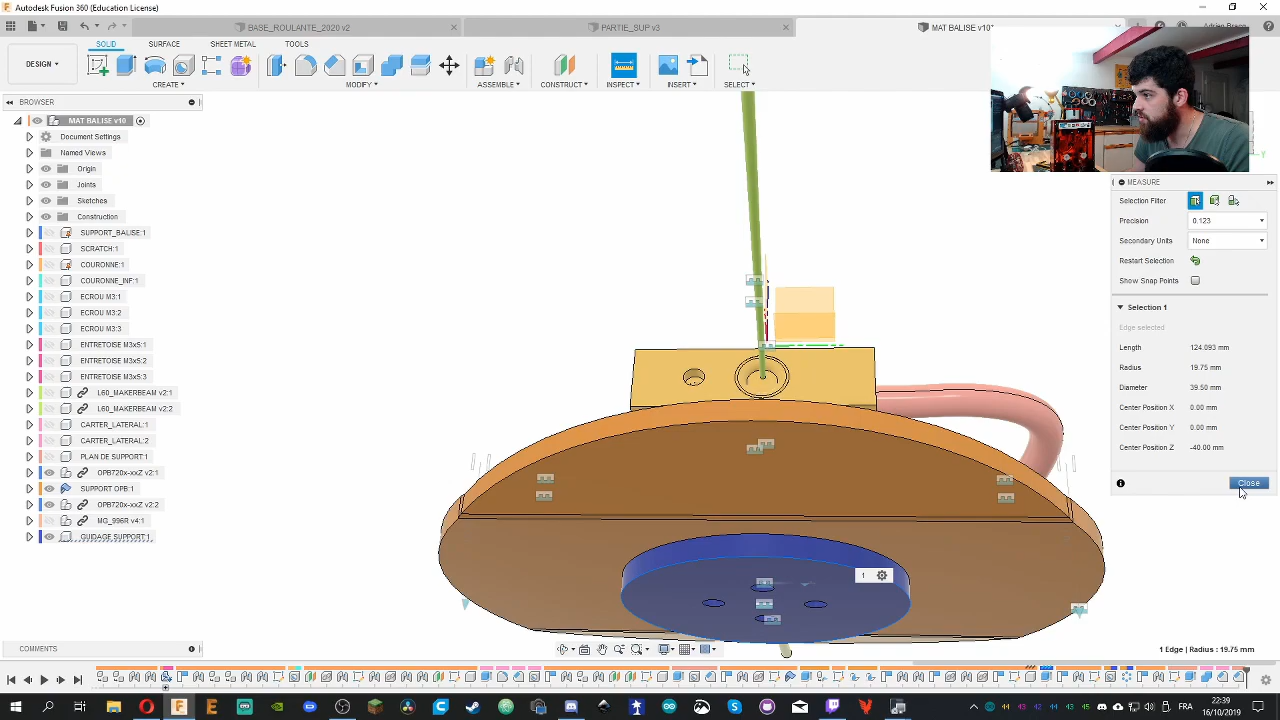 Autodesk Fusion 360 (Education License)
BASE_ROULANTE_2020 v2
PARTIE_SUP v3
MAT BALISE v10*
DESIGN
SOLID
SURFACE
SHEET METAL
TOOLS
CREATE
MODIFY
ASSEMBLE
CONSTRUCT
INSPECT
INSERT
SELECT
BROWSER
MAT BALISE v10
Document Settings
Named Views
Origin
Joints
Sketches
Construction
SUPPORT_BALISE:1
SCRATCH:1
COURONNE:1
COURONNE_INF:1
ECROU M3:1
ECROU M3:2
ECROU M3:3
ENTRETOISE M3x5:1
ENTRETOISE M3x5:2
ENTRETOISE M3x5:3
L60_MAKERBEAM v2:1
L60_MAKERBEAM v2:2
CARTER_LATERAL:1
CARTER_LATERAL:2
PLAN DE SUPPORT:1
OPB720x-xxZ v2:1
SUPPORT OPB:1
OPB720x-xxZ v2:2
MG_996R v4:1
GUIDAGE SUPPORT:1
MEASURE
Selection Filter
Precision 0.123
Secondary Units None
Restart Selection
Show Snap Points
Selection 1
Edge selected
Length 124.093 mm
Radius 19.75 mm
Diameter 39.50 mm
Center Position X 0.00 mm
Center Position Y 0.00 mm
Center Position Z -40.00 mm
Close
1
COMMENTS
1 Edge | Radius : 19.75 mm
FRA
22:39
16/10/2019